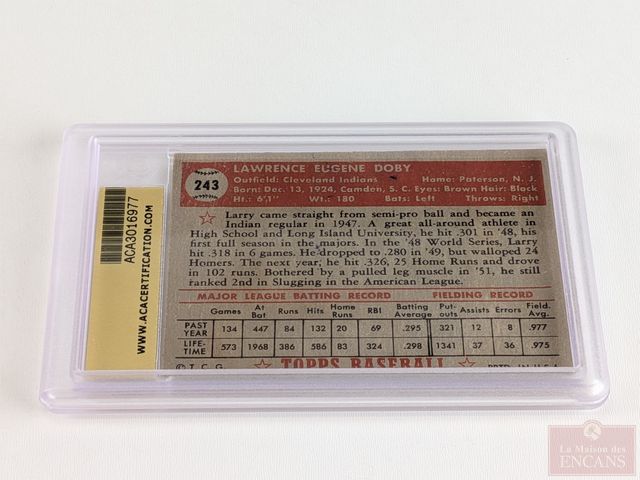 ACA3016977
WWW.ACACERTIFICATION.COM
243
LAWRENCE EUGENE DOBY
Outfield: Cleveland Indians Home: Paterson, N. J.
Born: Dec. 13, 1924, Camden, S. C. Eyes: Brown Hair: Black
Ht.: 6'1" Wt.: 180 Bats: Left Throws: Right
Larry came straight from semi-pro ball and became an
Indian regular in 1947. A great all-around athlete in
High School and Long Island University, he hit .301 in '48,
his first full season in the majors. In the '48 World Series, Larry
hit .318 in 6 games. He dropped to .280 in '49, but walloped 24
Homers. The next year, he hit .326, 25 Home Runs and drove
in 102 runs. Bothered by a pulled leg muscle in '51, he still
ranked 2nd in Slugging in the American League.
MAJOR LEAGUE BATTING RECORD FIELDING RECORD
Games At Bat Runs Hits Home Runs RBI Batting Average Put-outs Assists Errors Field. Avg.
PAST YEAR 134 447 84 132 20 69 .295 321 12 8 .977
LIFE-TIME 573 1968 386 586 83 324 .298 1341 37 36 .975
© T. C. G. TOPPS BASEBALL PRTD. IN U.S.A.
La Maison des
ENCANS